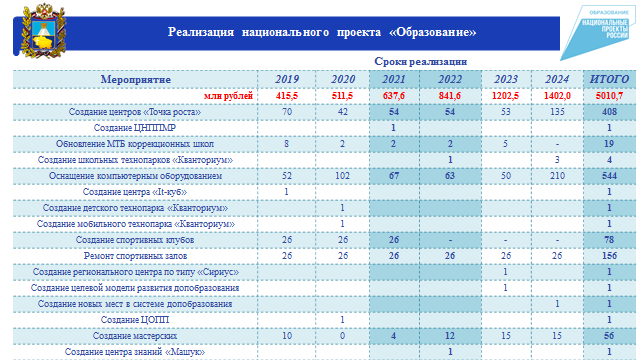 Реализация национального проекта «Образование»
ОБРАЗОВАНИЕ
НАЦИОНАЛЬНЫЕ
ПРОЕКТЫ
РОССИИ
Сроки реализации
Мероприятие 2019 2020 2021 2022 2023 2024 ИТОГО
млн рублей 415,5 511,5 637,6 841,6 1202,5 1402,0 5010,7
Создание центров «Точка роста» 70 42 54 54 53 135 408
Создание ЦНППМР 1 1
Обновление МТБ коррекционных школ 8 2 2 2 5 - 19
Создание школьных технопарков «Кванториум» 1 3 4
Оснащение компьютерным оборудованием 52 102 67 63 50 210 544
Создание центра «It-куб» 1 1
Создание детского технопарка «Кванториум» 1 1
Создание мобильного технопарка «Кванториум» 1 1
Создание спортивных клубов 26 26 26 - - - 78
Ремонт спортивных залов 26 26 26 26 26 26 156
Создание регионального центра по типу «Сириус» 1 1
Создание целевой модели развития допобразования 1 1
Создание новых мест в системе допобразования 1 1
Создание ЦОПП 1 1
Создание мастерских 10 0 4 12 15 15 56
Создание центра знаний «Машук» 1 1